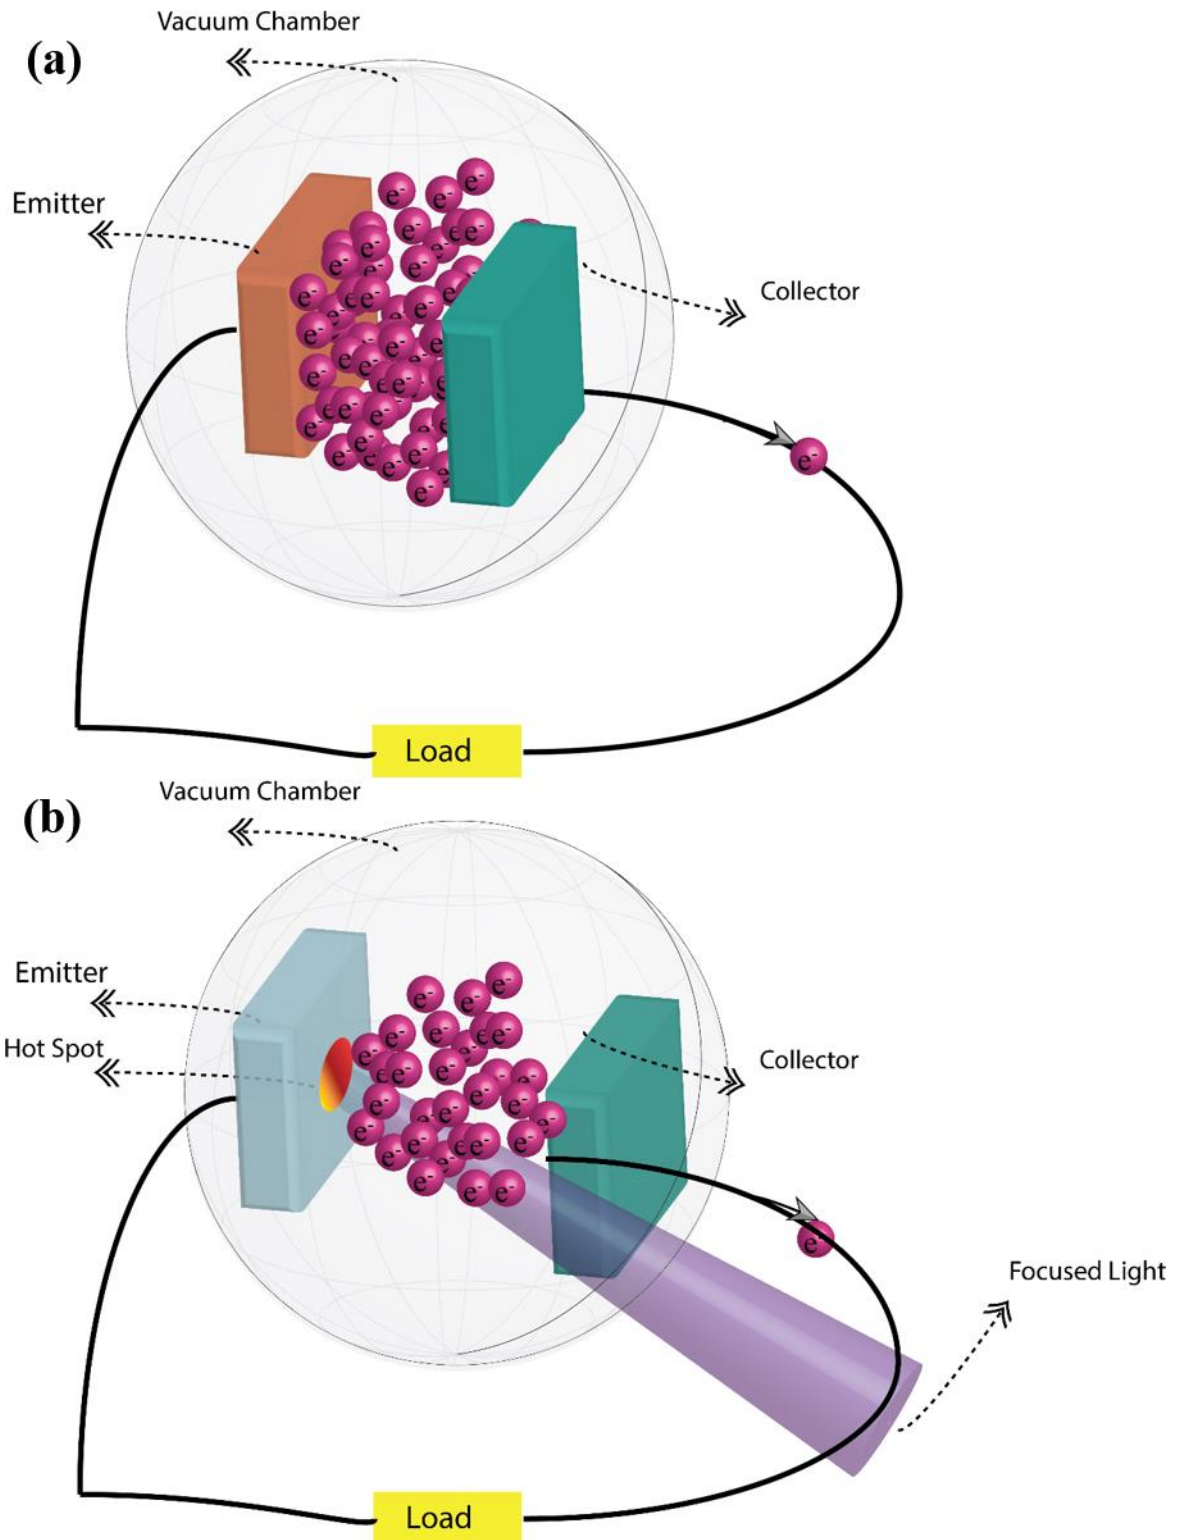 Vacuum Chamber
(a)
Emitter
Collector
e-
Load
Vacuum Chamber
(b)
Emitter
Hot Spot
Collector
e-
Focused Light
Load